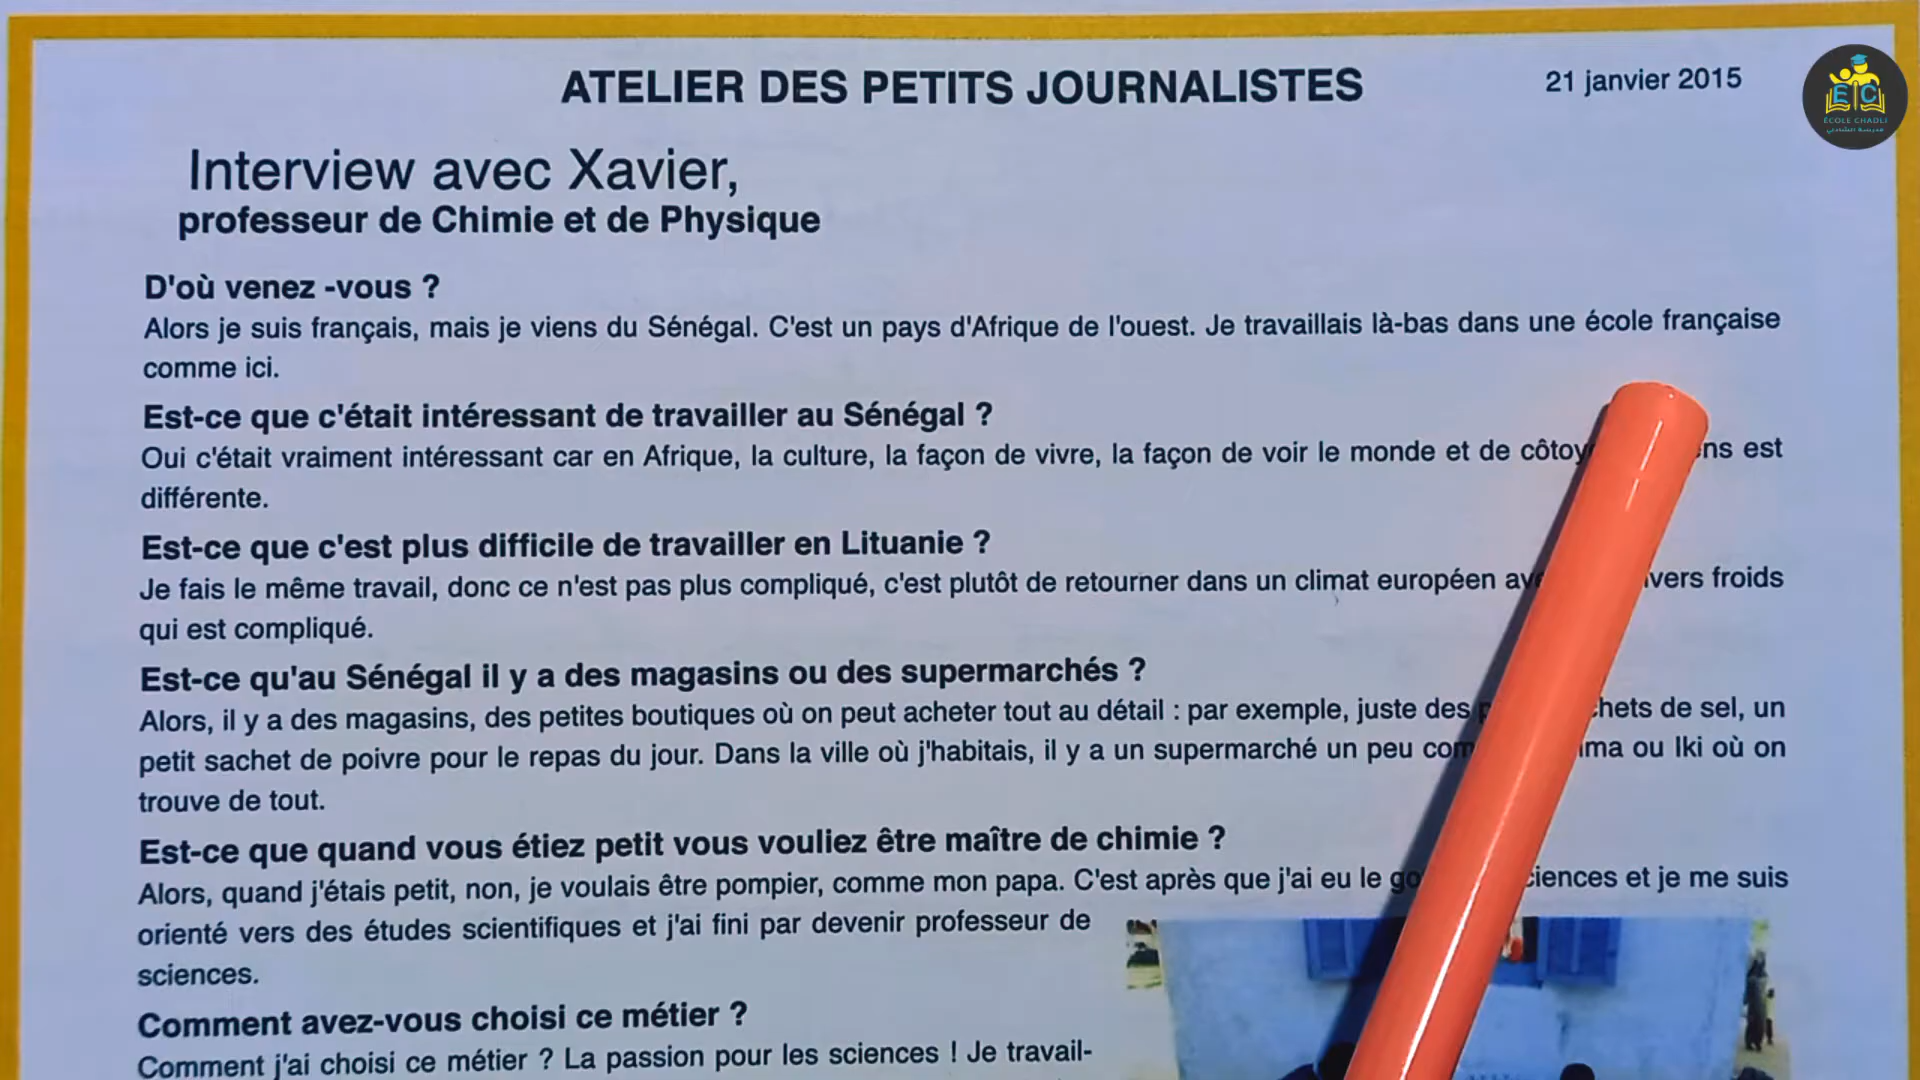 ATELIER DES PETITS JOURNALISTES
21 janvier 2015
ÉCOLE CHADLI
مدرسة الشاذلي
Interview avec Xavier,
professeur de Chimie et de Physique
D'où venez -vous ?
Alors je suis français, mais je viens du Sénégal. C'est un pays d'Afrique de l'ouest. Je travaillais là-bas dans une école française
comme ici.
Est-ce que c'était intéressant de travailler au Sénégal ?
Oui c'était vraiment intéressant car en Afrique, la culture, la façon de vivre, la façon de voir le monde et de est
différente.
Est-ce que c'est plus difficile de travailler en Lituanie ?
Je fais le même travail, donc ce n'est pas plus compliqué, c'est plutôt de retourner dans un climat européen froids
qui est compliqué.
Est-ce qu'au Sénégal il y a des magasins ou des supermarchés ?
Alors, il y a des magasins, des petites boutiques où on peut acheter tout au détail : par exemple, juste des de sel, un
petit sachet de poivre pour le repas du jour. Dans la ville où j'habitais, il y a un supermarché un peu ou Iki où on
trouve de tout.
Est-ce que quand vous étiez petit vous vouliez être maître de chimie ?
Alors, quand j'étais petit, non, je voulais être pompier, comme mon papa. C'est après que j'ai eu le et je me suis
orienté vers des études scientifiques et j'ai fini par devenir professeur de
sciences.
Comment avez-vous choisi ce métier ?
Comment j'ai choisi ce métier ? La passion pour les sciences ! Je travail-